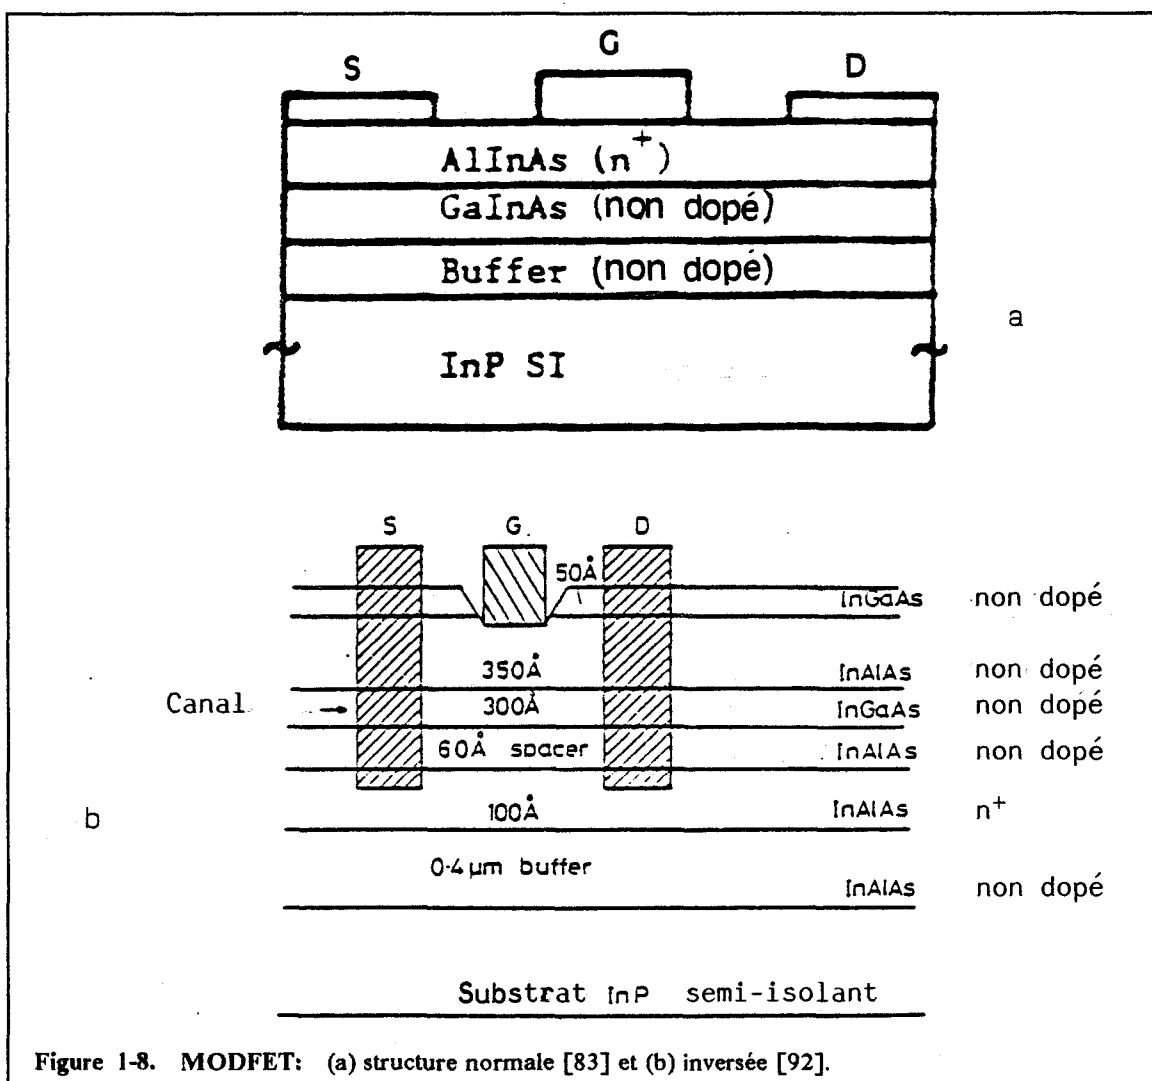 S G D
AlInAs (n+)
GaInAs (non dopé)
Buffer (non dopé)
InP SI
a
S G. D
50Å
InGaAs non dopé
350Å InAlAs non dopé
Canal 300Å InGaAs non dopé
60Å spacer InAlAs non dopé
b 100Å InAlAs n+
0·4 µm buffer
InAlAs non dopé
Substrat InP semi-isolant
Figure 1-8. MODFET: (a) structure normale [83] et (b) inversée [92].